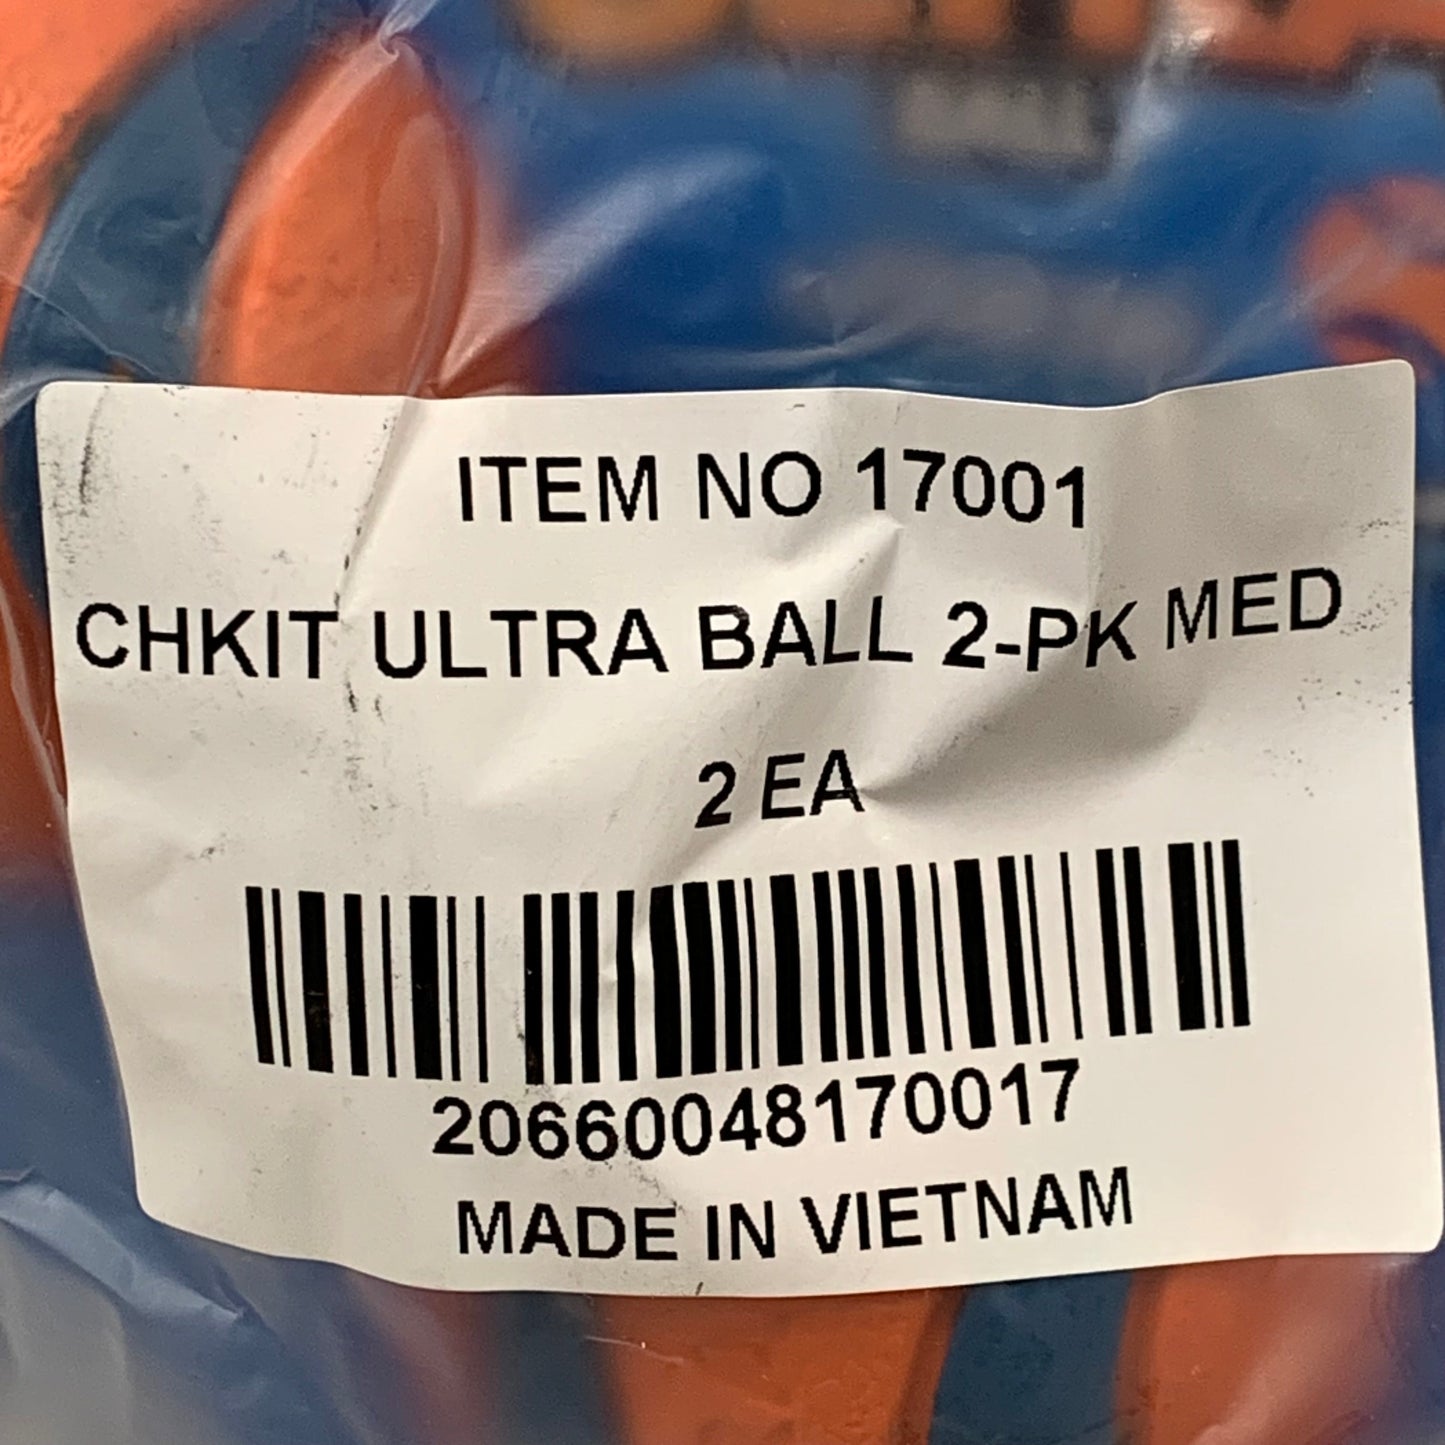 ITEM NO 17001
CHKIT ULTRA BALL 2-PK MED
2 EA
20660048170017
MADE IN VIETNAM